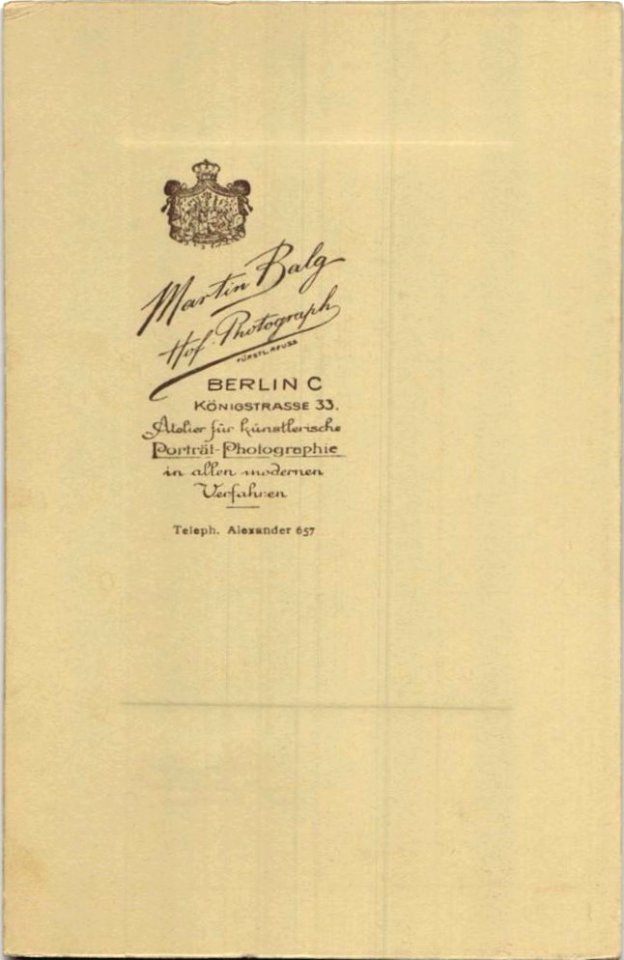 Martin Balg
Hof-Photograph
BERLIN C
KÖNIGSTRASSE 33.
Atelier für künstlerische
Porträt-Photographie
in allen modernen
Verfahren
Teleph. Alexander 657